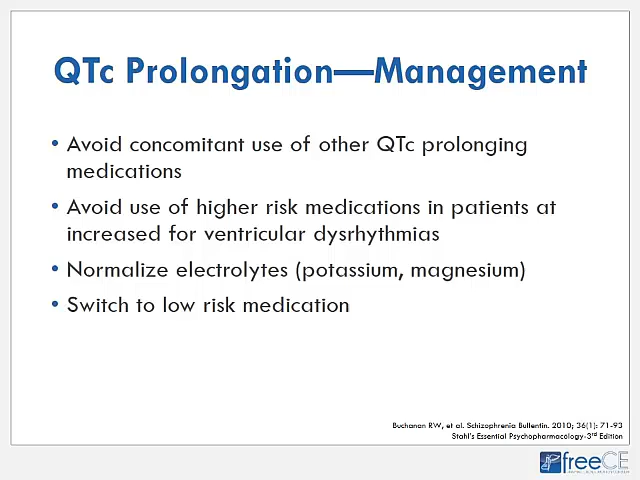 QTc Prolongation—Management
• Avoid concomitant use of other QTc prolonging
medications
• Avoid use of higher risk medications in patients at
increased for ventricular dysrhythmias
• Normalize electrolytes (potassium, magnesium)
• Switch to low risk medication
Buchanan RW, et al. Schizophrenia Bullentin. 2010; 36(1): 71-93
Stahl's Essential Psychopharmacology-3rd Edition
freeCE